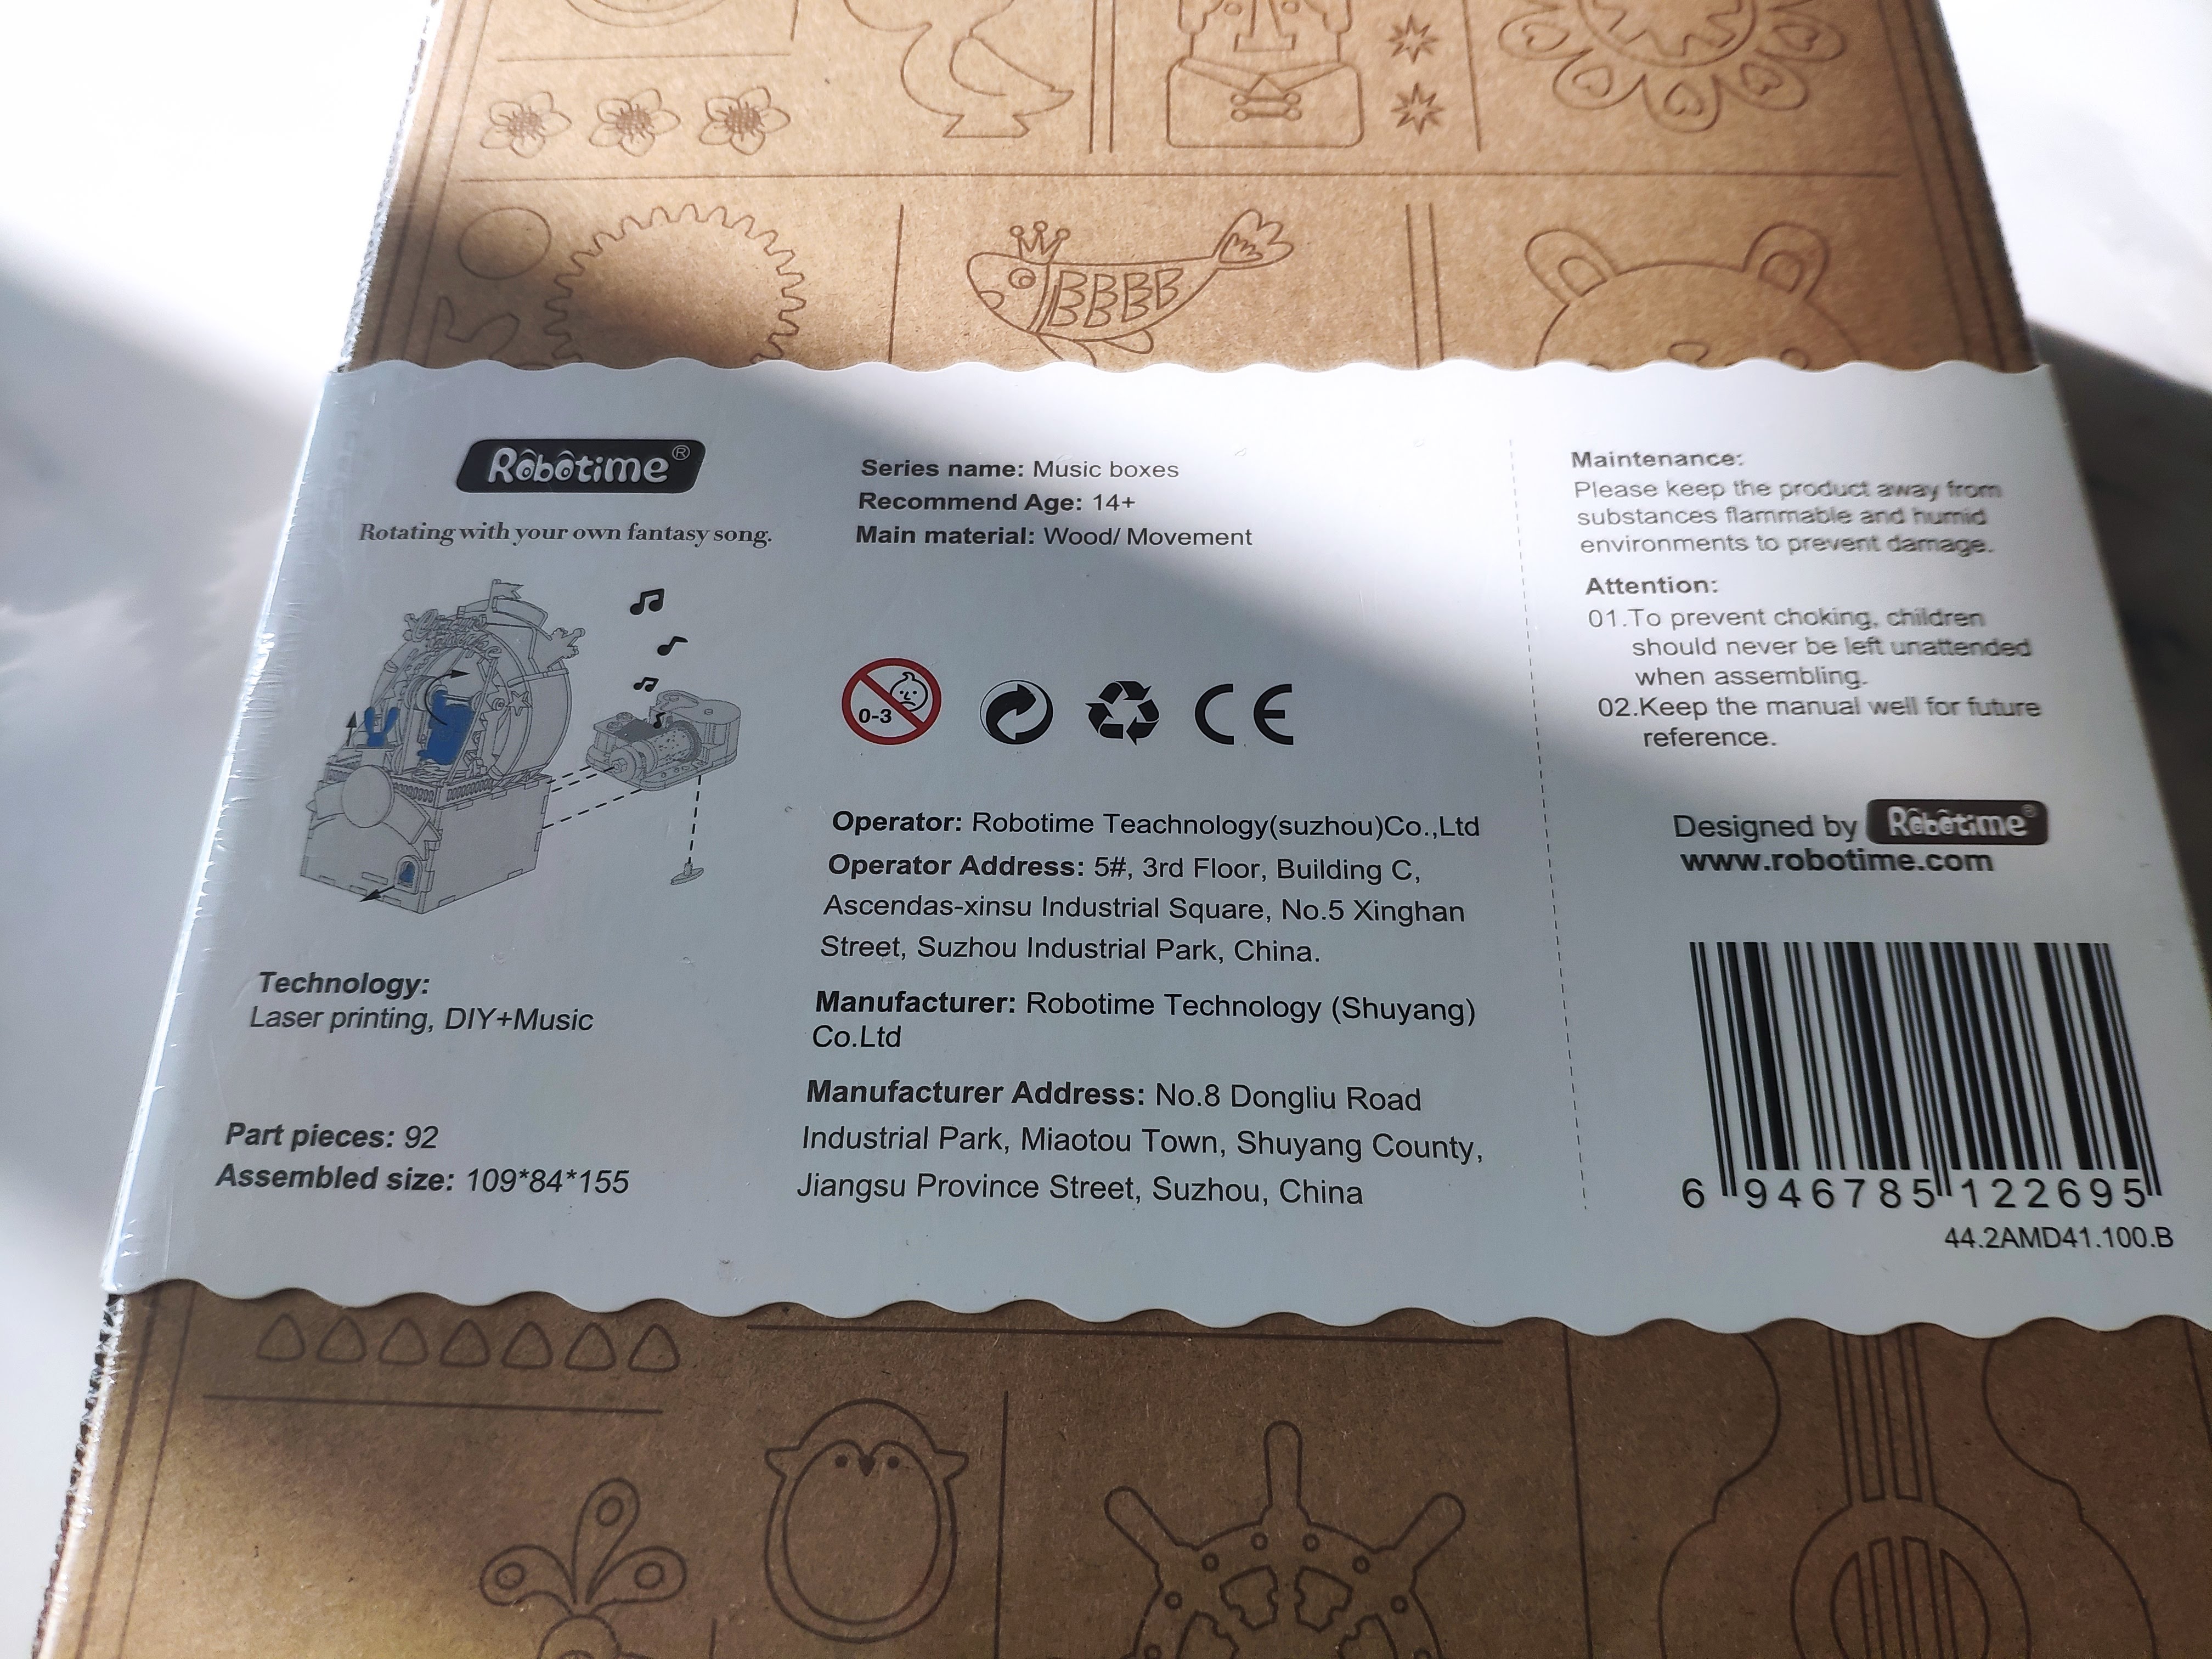 Robotime®
Rotating with your own fantasy song.
Technology:
Laser printing, DIY+Music
Part pieces: 92
Assembled size: 109*84*155
Series name: Music boxes
Recommend Age: 14+
Main material: Wood/ Movement
0-3
CE
Operator: Robotime Teachnology(suzhou)Co.,Ltd
Operator Address: 5#, 3rd Floor, Building C,
Ascendas-xinsu Industrial Square, No.5 Xinghan
Street, Suzhou Industrial Park, China.
Manufacturer: Robotime Technology (Shuyang)
Co.Ltd
Manufacturer Address: No.8 Dongliu Road
Industrial Park, Miaotou Town, Shuyang County,
Jiangsu Province Street, Suzhou, China
Maintenance:
Please keep the product away from
substances flammable and humid
environments to prevent damage.
Attention:
01.To prevent choking, children
should never be left unattended
when assembling.
02.Keep the manual well for future
reference.
Designed by Robotime®
www.robotime.com
6 946785 122695
44.2AMD41.100.B